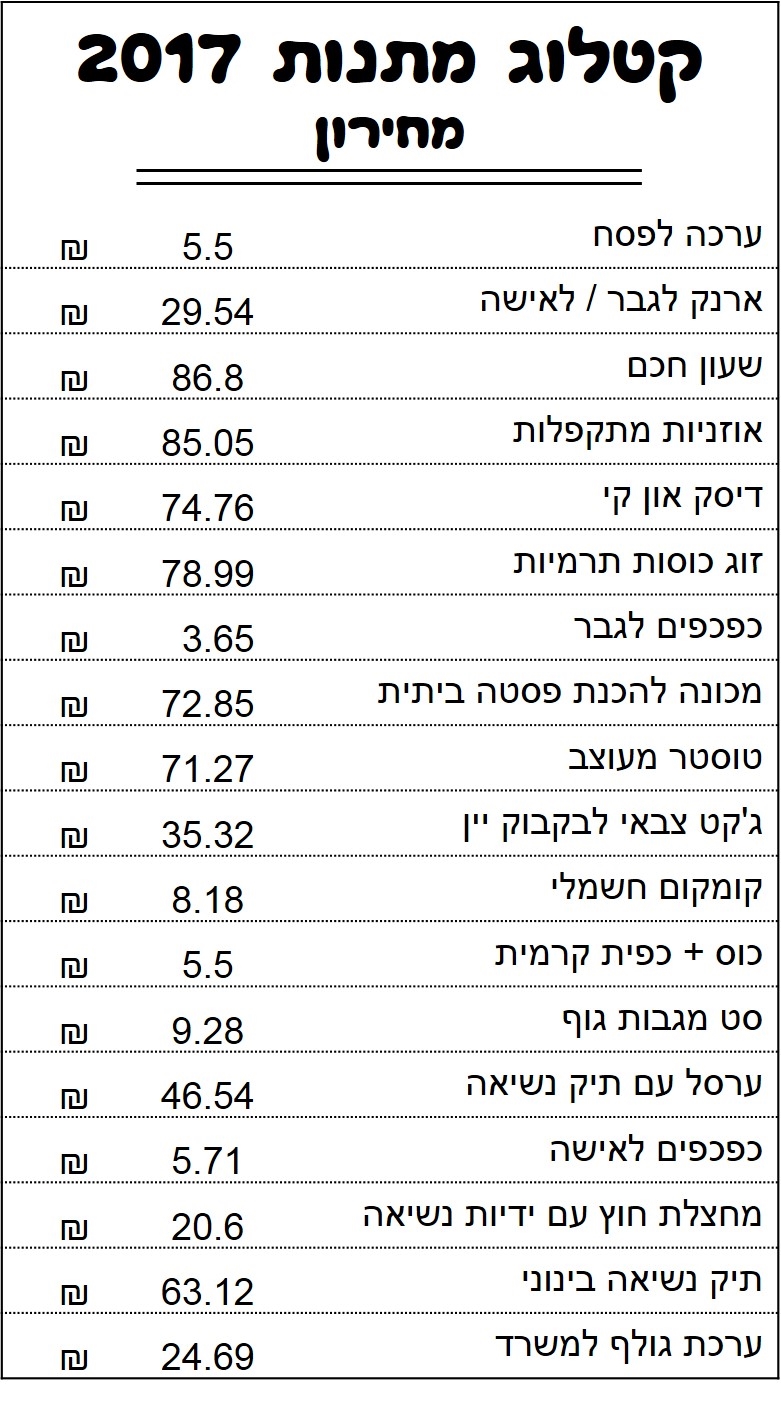 קטלוג מתנות 2017
מחירון
ערכה לפסח 5.5 ₪
ארנק לגבר / לאישה 29.54 ₪
שעון חכם 86.8 ₪
אוזניות מתקפלות 85.05 ₪
דיסק און קי 74.76 ₪
זוג כוסות תרמיות 78.99 ₪
כפכפים לגבר 3.65 ₪
מכונה להכנת פסטה ביתית 72.85 ₪
טוסטר מעוצב 71.27 ₪
ג'קט צבאי לבקבוק יין 35.32 ₪
קומקום חשמלי 8.18 ₪
כוס + כפית קרמית 5.5 ₪
סט מגבות גוף 9.28 ₪
ערסל עם תיק נשיאה 46.54 ₪
כפכפים לאישה 5.71 ₪
מחצלת חוץ עם ידיות נשיאה 20.6 ₪
תיק נשיאה בינוני 63.12 ₪
ערכת גולף למשרד 24.69 ₪